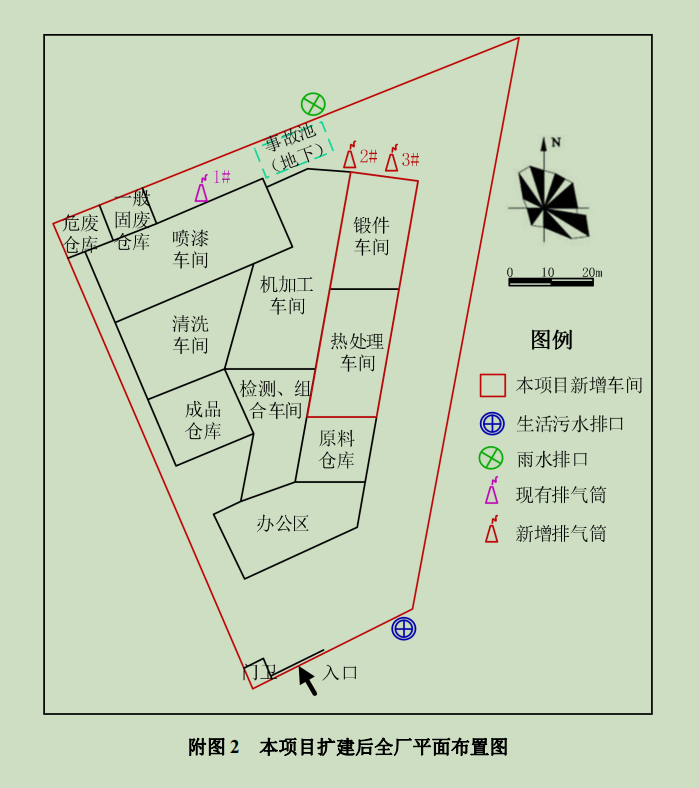 事故池
（地下）
2#
3#
1#
N
一般
固废
仓库
危废
仓库
喷漆
车间
锻件
车间
0 10 20m
机加工
车间
清洗
车间
热处理
车间
图例
检测、组
合车间
本项目新增车间
成品
仓库
生活污水排口
原料
仓库
雨水排口
现有排气筒
办公区
新增排气筒
门卫
入口
附图 2 本项目扩建后全厂平面布置图